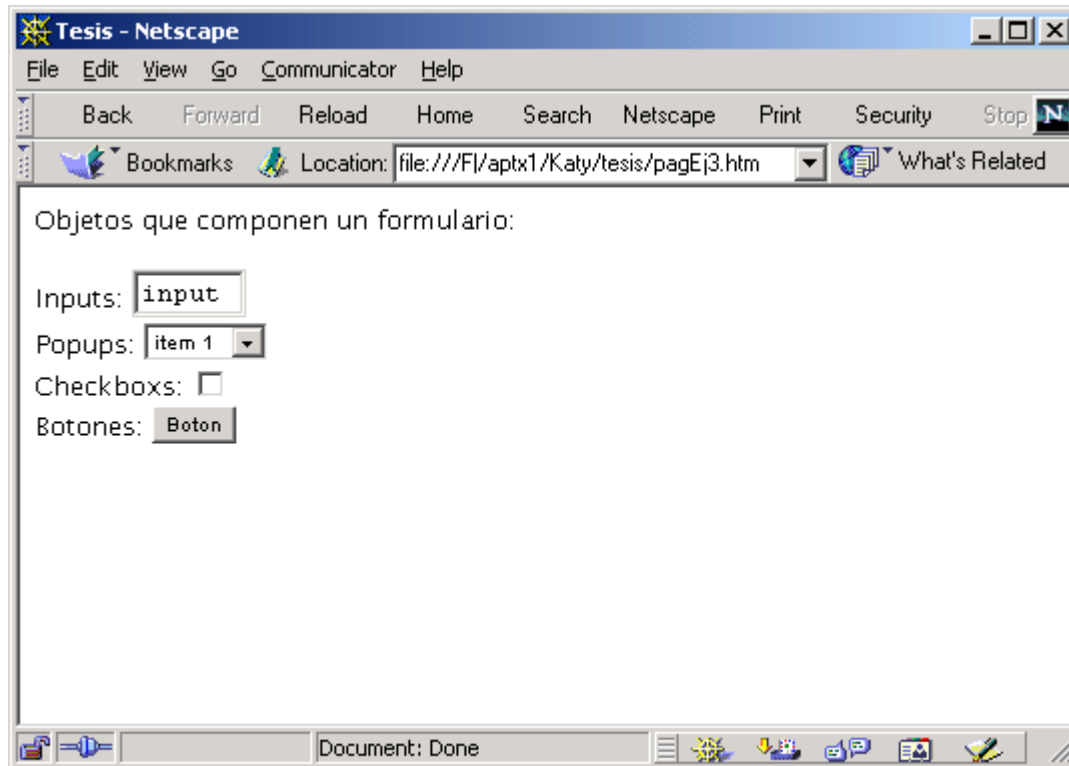 Tesis - Netscape
File Edit View Go Communicator Help
Back Forward Reload Home Search Netscape Print Security Stop N
Bookmarks Location: file:///F|/aptx1/Katy/tesis/pagEj3.htm What's Related
Objetos que componen un formulario:
Inputs: input
Popups: item 1
Checkboxs:
Botones: Boton
Document: Done